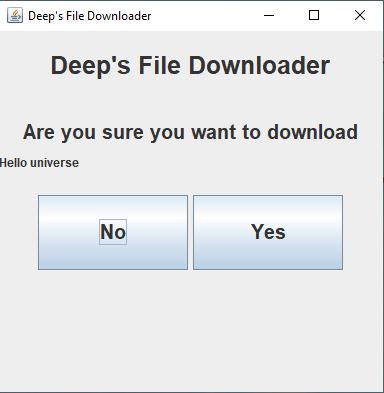 Deep's File Downloader
Deep's File Downloader
Are you sure you want to download
Hello universe
No Yes